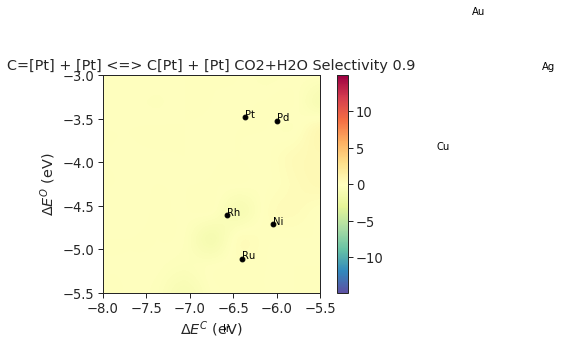 Au
C=[Pt] + [Pt] <=> C[Pt] + [Pt] CO2+H2O Selectivity 0.9
Ag
−3.0
−3.5
−4.0
−4.5
−5.0
−5.5
ΔE^O (eV)
Pt
Pd
Rh
Ni
Ru
10
5
0
−5
−10
Cu
−8.0 −7.5 −7.0 −6.5 −6.0 −5.5
ΔE^C (eV)